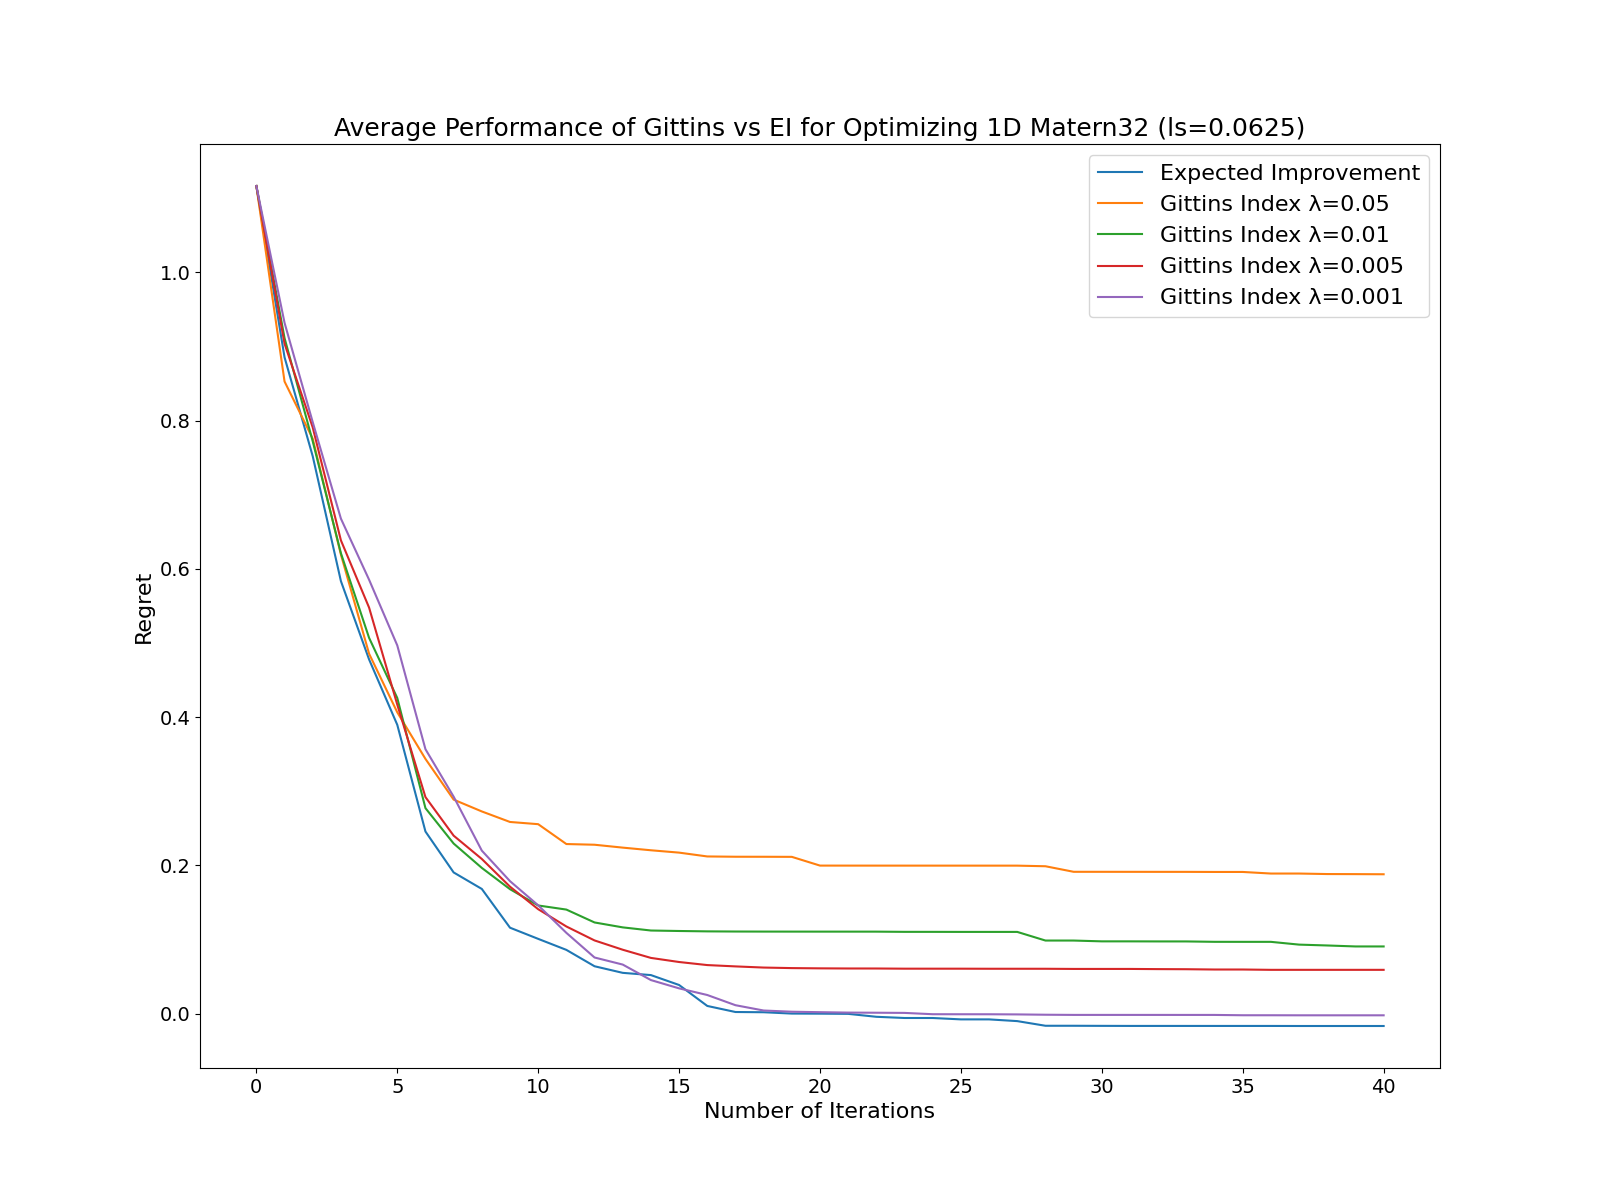 Average Performance of Gittins vs EI for Optimizing 1D Matern32 (ls=0.0625)
Expected Improvement
Gittins Index λ=0.05
Gittins Index λ=0.01
Gittins Index λ=0.005
Gittins Index λ=0.001
Regret
1.0
0.8
0.6
0.4
0.2
0.0
0 5 10 15 20 25 30 35 40
Number of Iterations